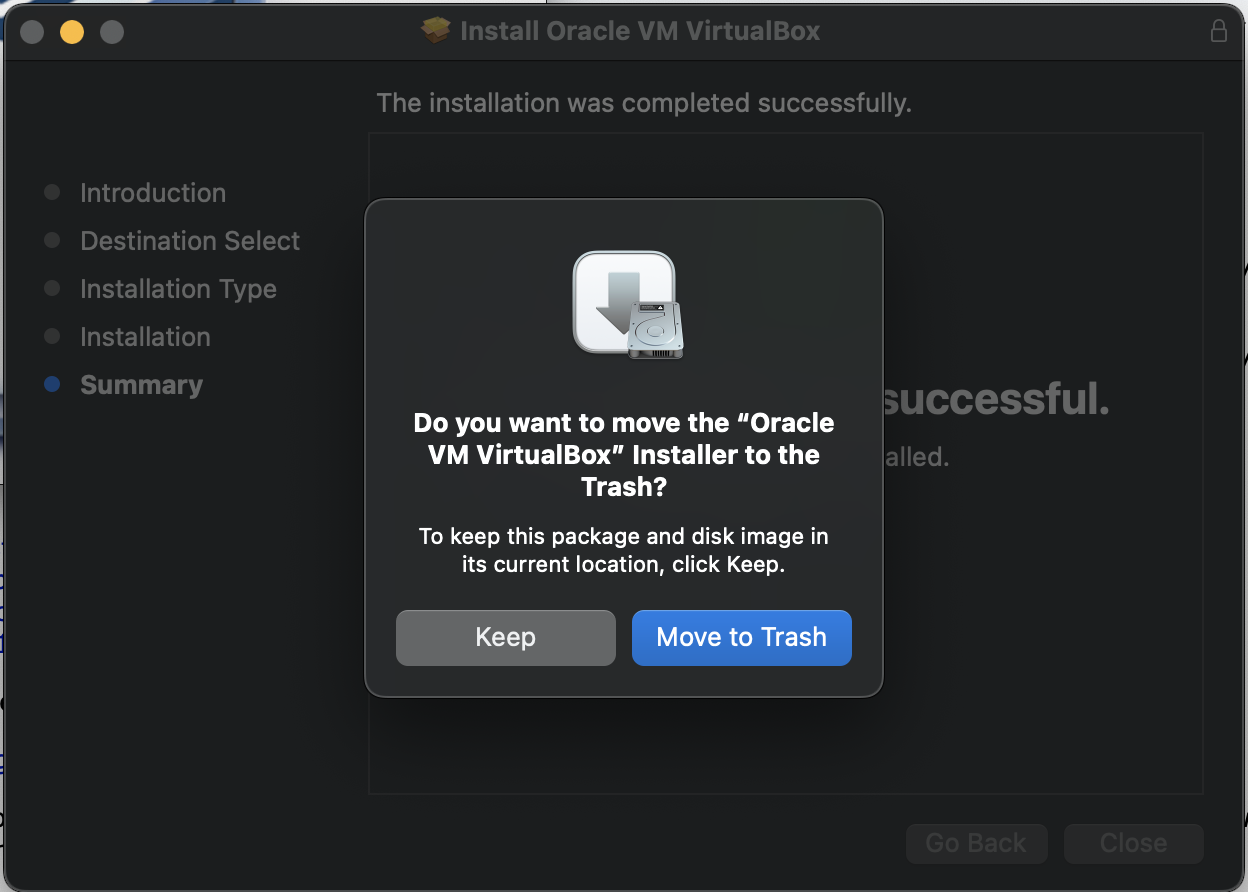 Install Oracle VM VirtualBox
The installation was completed successfully.
Introduction
Destination Select
Installation Type
Installation
Summary
successful.
alled.
Do you want to move the “Oracle
VM VirtualBox” Installer to the
Trash?
To keep this package and disk image in
its current location, click Keep.
Keep
Move to Trash
Go Back
Close